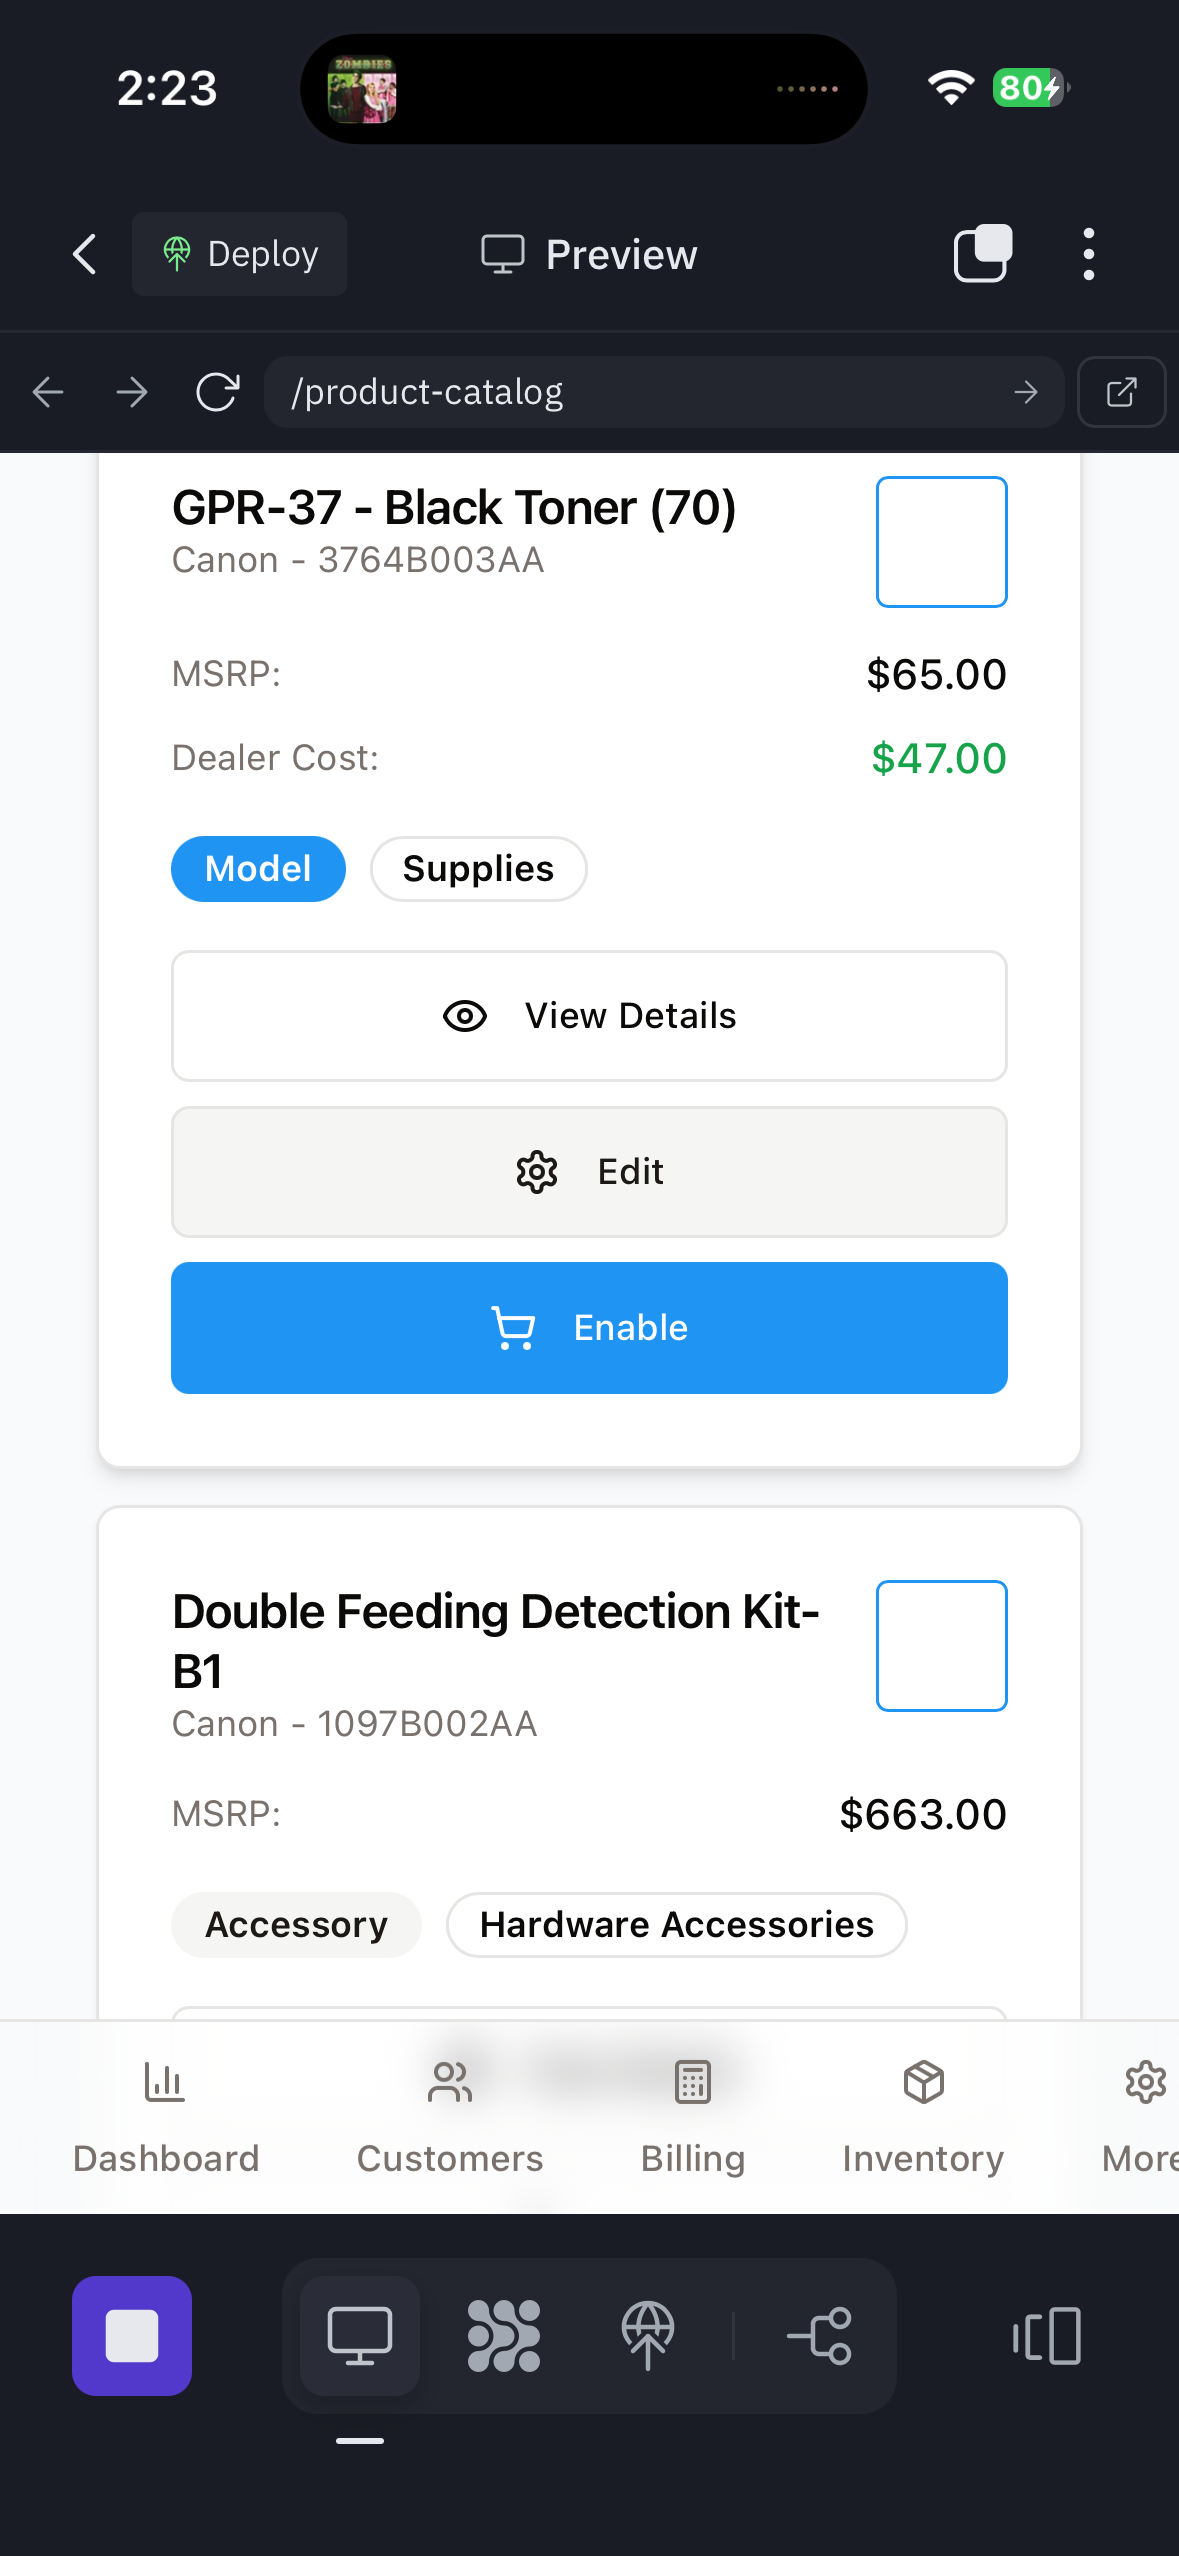 2:23
ZOMBIES
80
Deploy
Preview
/product-catalog
GPR-37 - Black Toner (70)
Canon - 3764B003AA
MSRP:
$65.00
Dealer Cost:
$47.00
Model
Supplies
View Details
Edit
Enable
Double Feeding Detection Kit-
B1
Canon - 1097B002AA
MSRP:
$663.00
Accessory
Hardware Accessories
Dashboard
Customers
Billing
Inventory
More